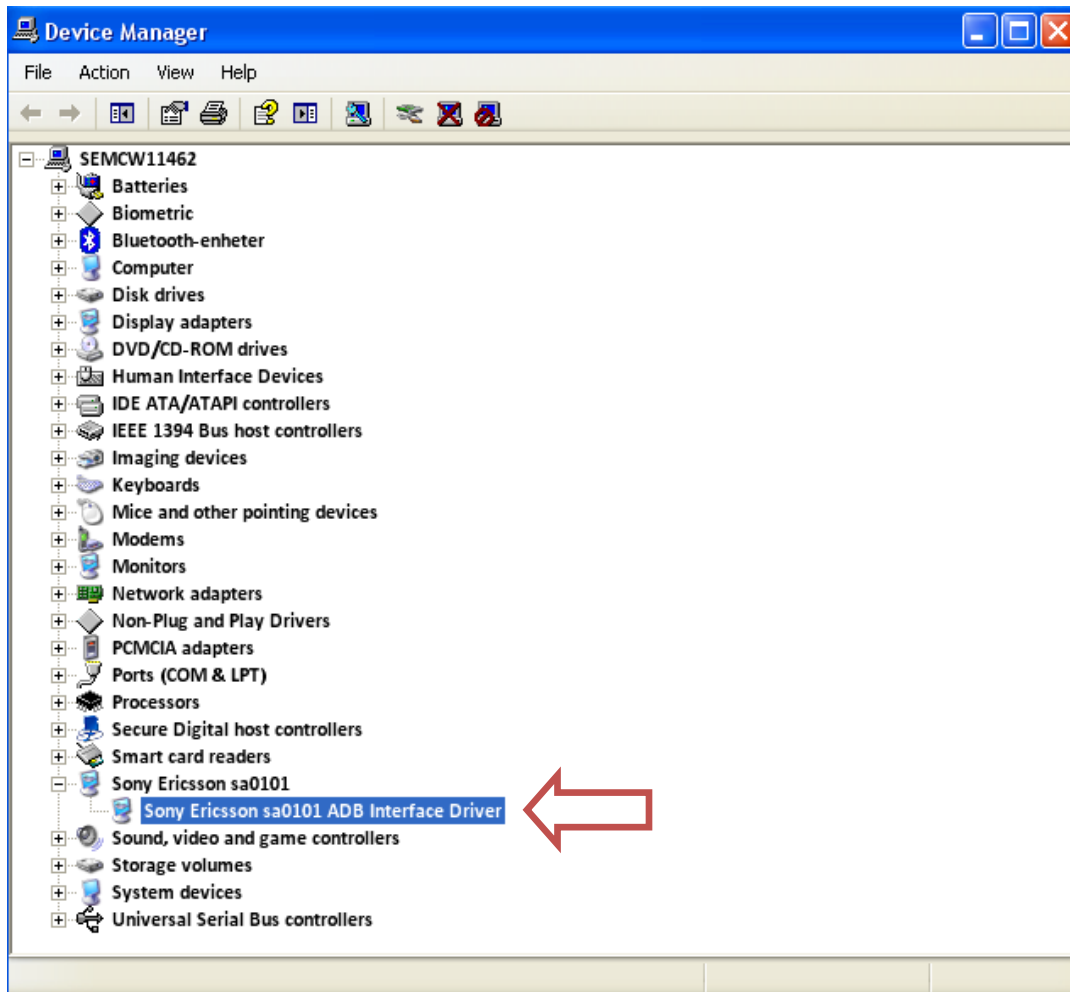 Device Manager
File Action View Help
SEMCW11462
Batteries
Biometric
Bluetooth-enheter
Computer
Disk drives
Display adapters
DVD/CD-ROM drives
Human Interface Devices
IDE ATA/ATAPI controllers
IEEE 1394 Bus host controllers
Imaging devices
Keyboards
Mice and other pointing devices
Modems
Monitors
Network adapters
Non-Plug and Play Drivers
PCMCIA adapters
Ports (COM & LPT)
Processors
Secure Digital host controllers
Smart card readers
Sony Ericsson sa0101
Sony Ericsson sa0101 ADB Interface Driver
Sound, video and game controllers
Storage volumes
System devices
Universal Serial Bus controllers